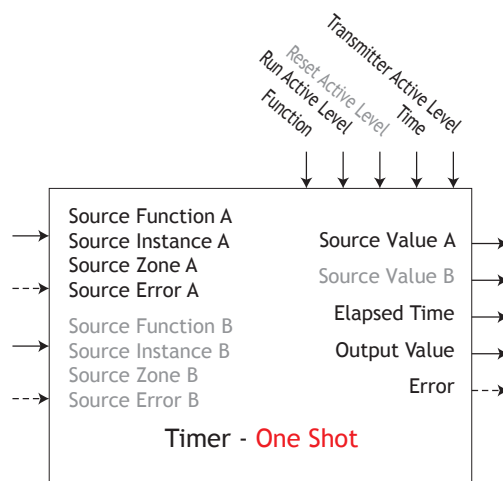 Function
Run Active Level
Reset Active Level
Time
Transmitter Active Level
Source Function A
Source Instance A
Source Zone A
Source Error A
Source Function B
Source Instance B
Source Zone B
Source Error B
Source Value A
Source Value B
Elapsed Time
Output Value
Error
Timer - One Shot